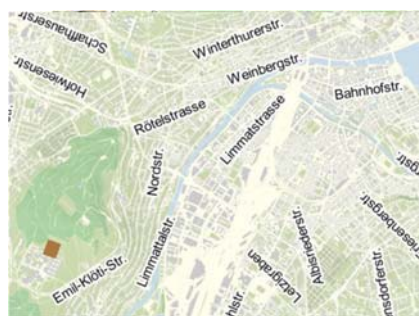 Schaffhauserstr.
Winterthurerstr.
Weinbergstr.
Hofwiesenstr.
Bahnhofstr.
Rötelstrasse
Limmatstrasse
Nordstr.
Albisriederstr.
Limmattalstr.
Letzigraben
Emil-Klöti-Str.